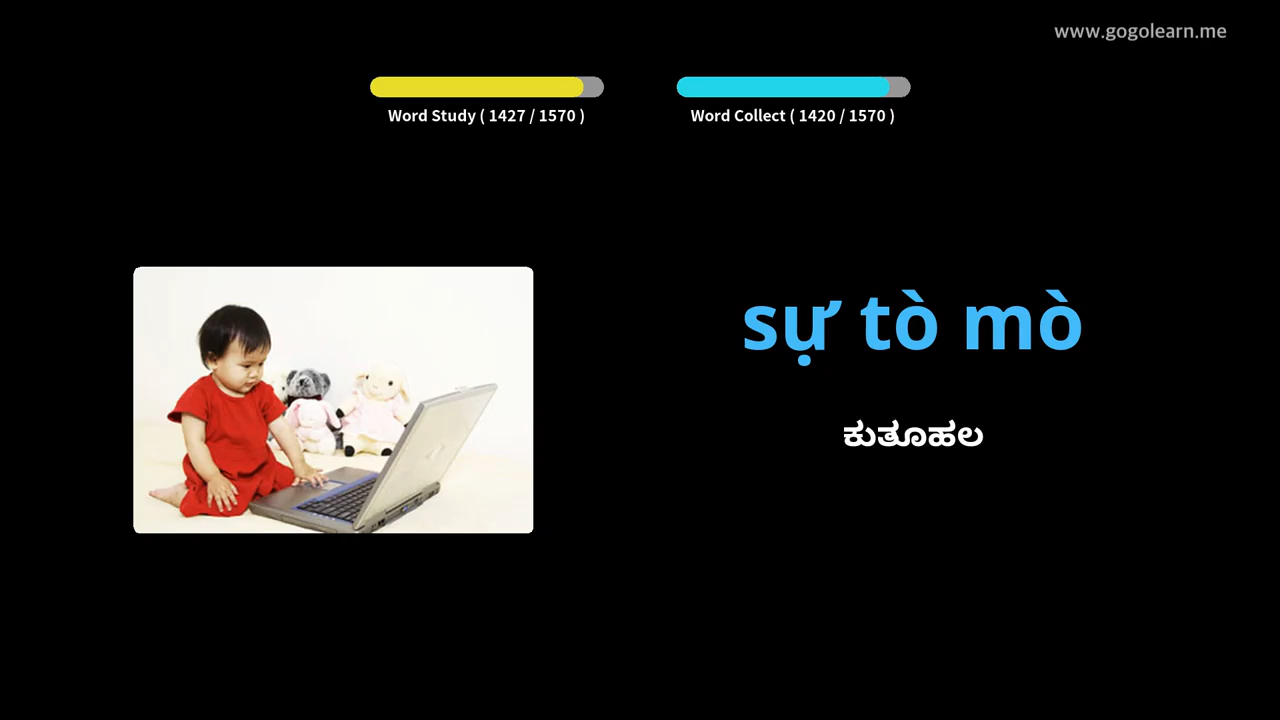 www.gogolearn.me
Word Study ( 1427 / 1570 )
Word Collect ( 1420 / 1570 )
sự tò mò
ಕುತೂಹಲ